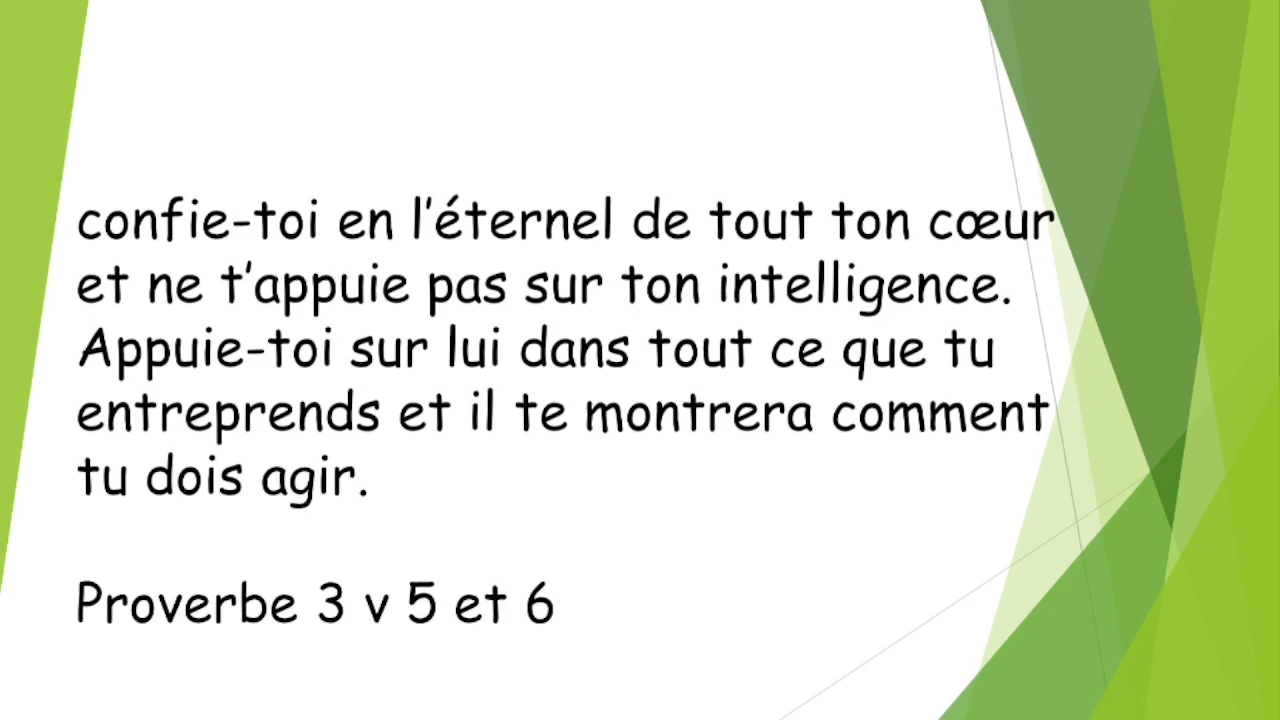 confie-toi en l’éternel de tout ton cœur
et ne t’appuie pas sur ton intelligence.
Appuie-toi sur lui dans tout ce que tu
entreprends et il te montrera comment
tu dois agir.
Proverbe 3 v 5 et 6